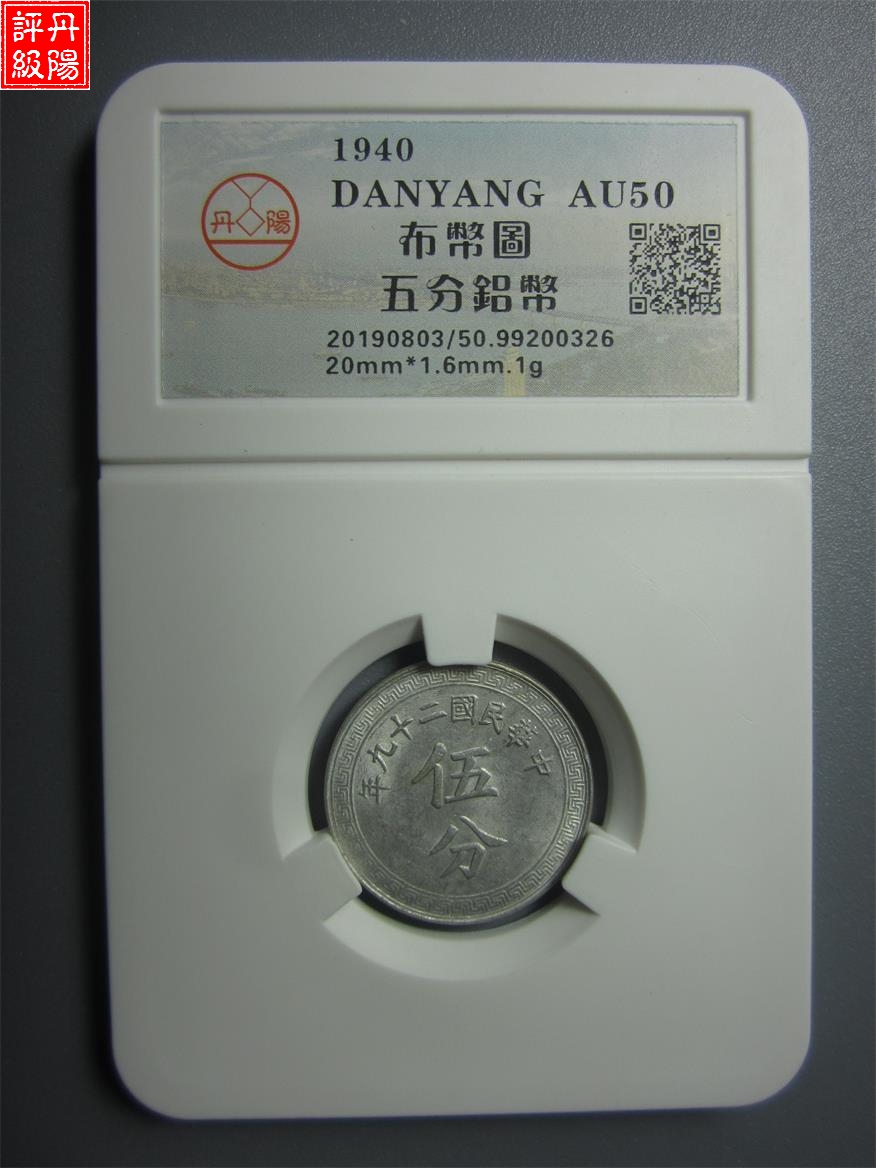 丹陽
評級
1940
DANYANG AU50
丹 陽
布幣圖
五分鋁幣
20190803/50.99200326
20mm*1.6mm.1g
中華民國二十九年
伍
分